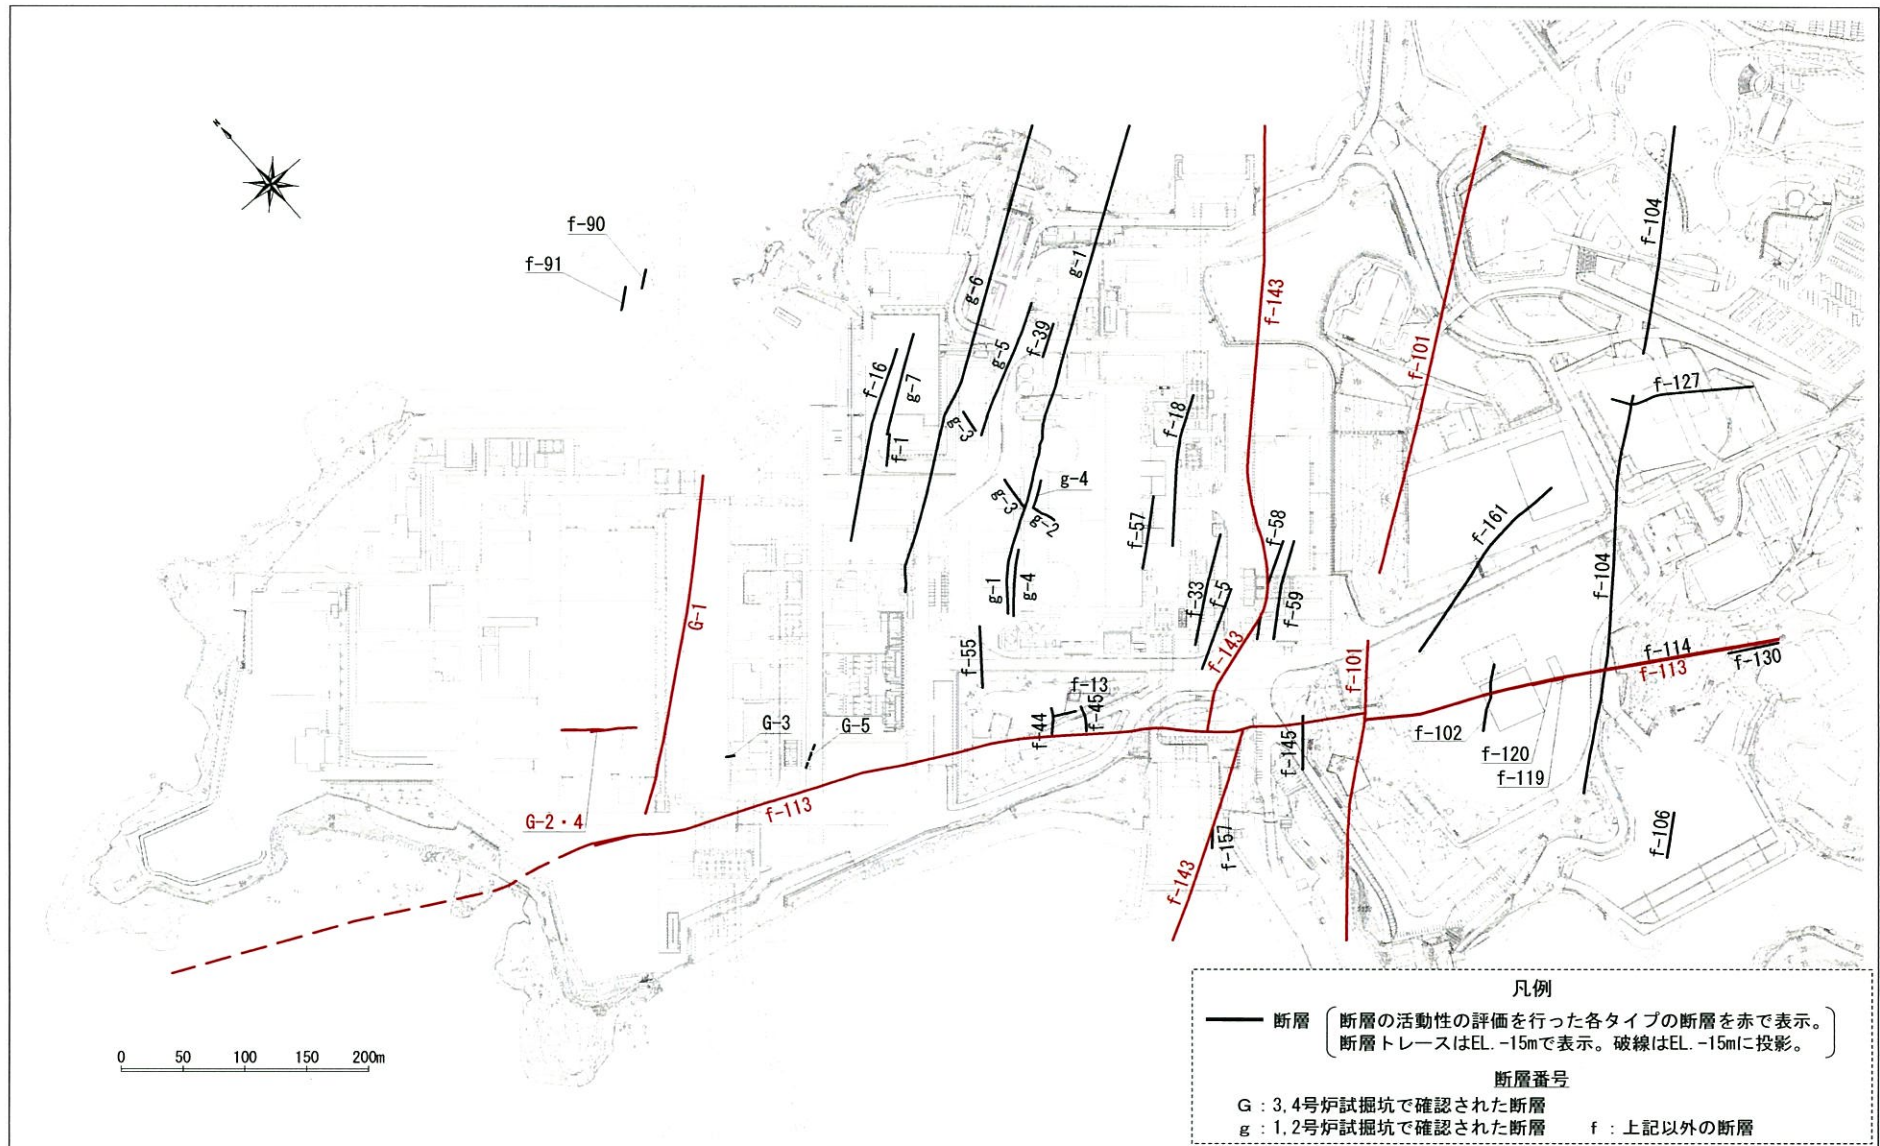 N
f-90
f-91
g-6
g-1
f-143
f-104
f-101
g-5
f-39
f-16
g-7
f-127
f-18
g-3
f-1
g-4
g-3
g-2
f-57
f-58
f-161
f-104
g-1
g-4
f-33
f-5
f-59
G-1
f-55
f-143
f-101
f-114
f-113
f-130
f-13
f-44
f-45
G-3
G-5
f-145
f-102
f-120
f-119
G-2・4
f-113
f-157
f-106
f-143
凡例
断層
断層の活動性の評価を行った各タイプの断層を赤で表示。
断層トレースはEL.-15mで表示。破線はEL.-15mに投影。
断層番号
G：3,4号炉試掘坑で確認された断層
g：1,2号炉試掘坑で確認された断層 f：上記以外の断層
0 50 100 150 200m